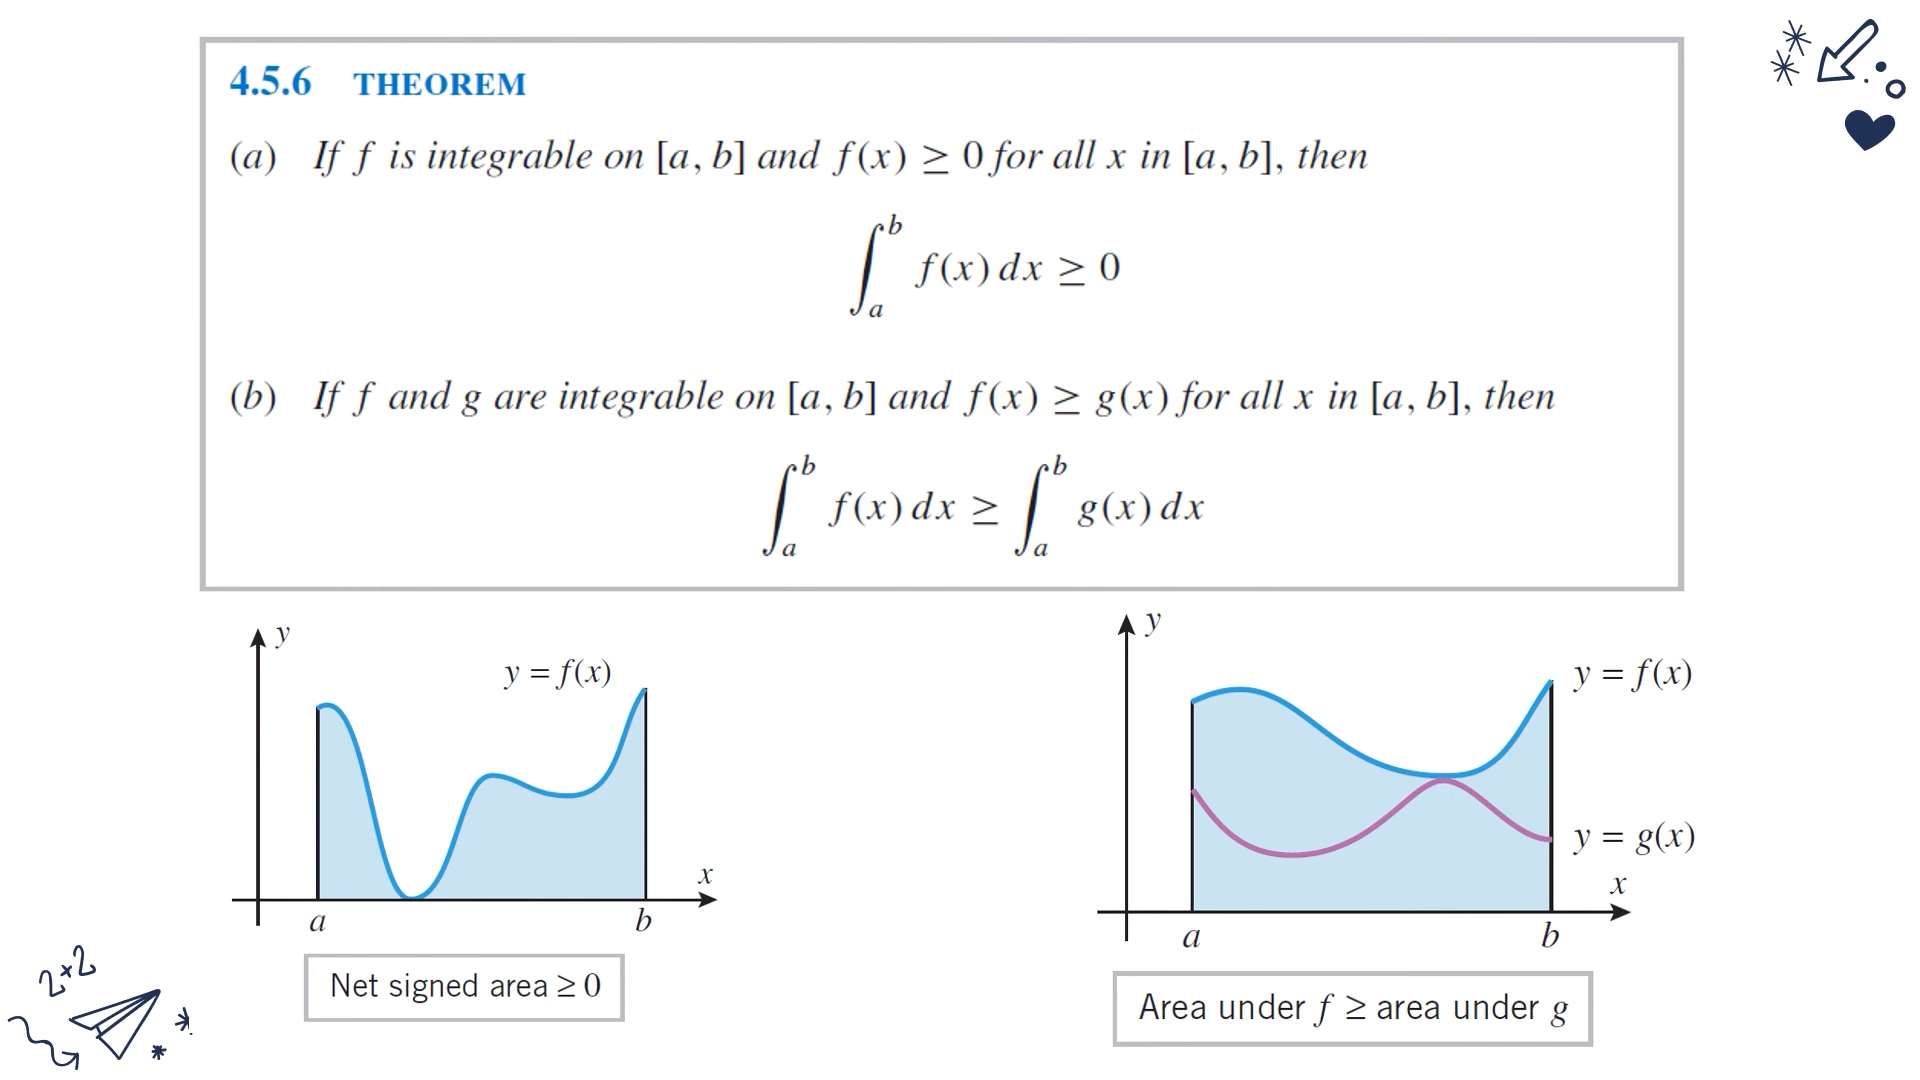 4.5.6 THEOREM
(a) If f is integrable on [a, b] and f(x) ≥ 0 for all x in [a, b], then
∫_a^b f(x) dx ≥ 0
(b) If f and g are integrable on [a, b] and f(x) ≥ g(x) for all x in [a, b], then
∫_a^b f(x) dx ≥ ∫_a^b g(x) dx
y
y = f(x)
x
a
b
Net signed area ≥ 0
y
y = f(x)
y = g(x)
x
a
b
Area under f ≥ area under g
2×2